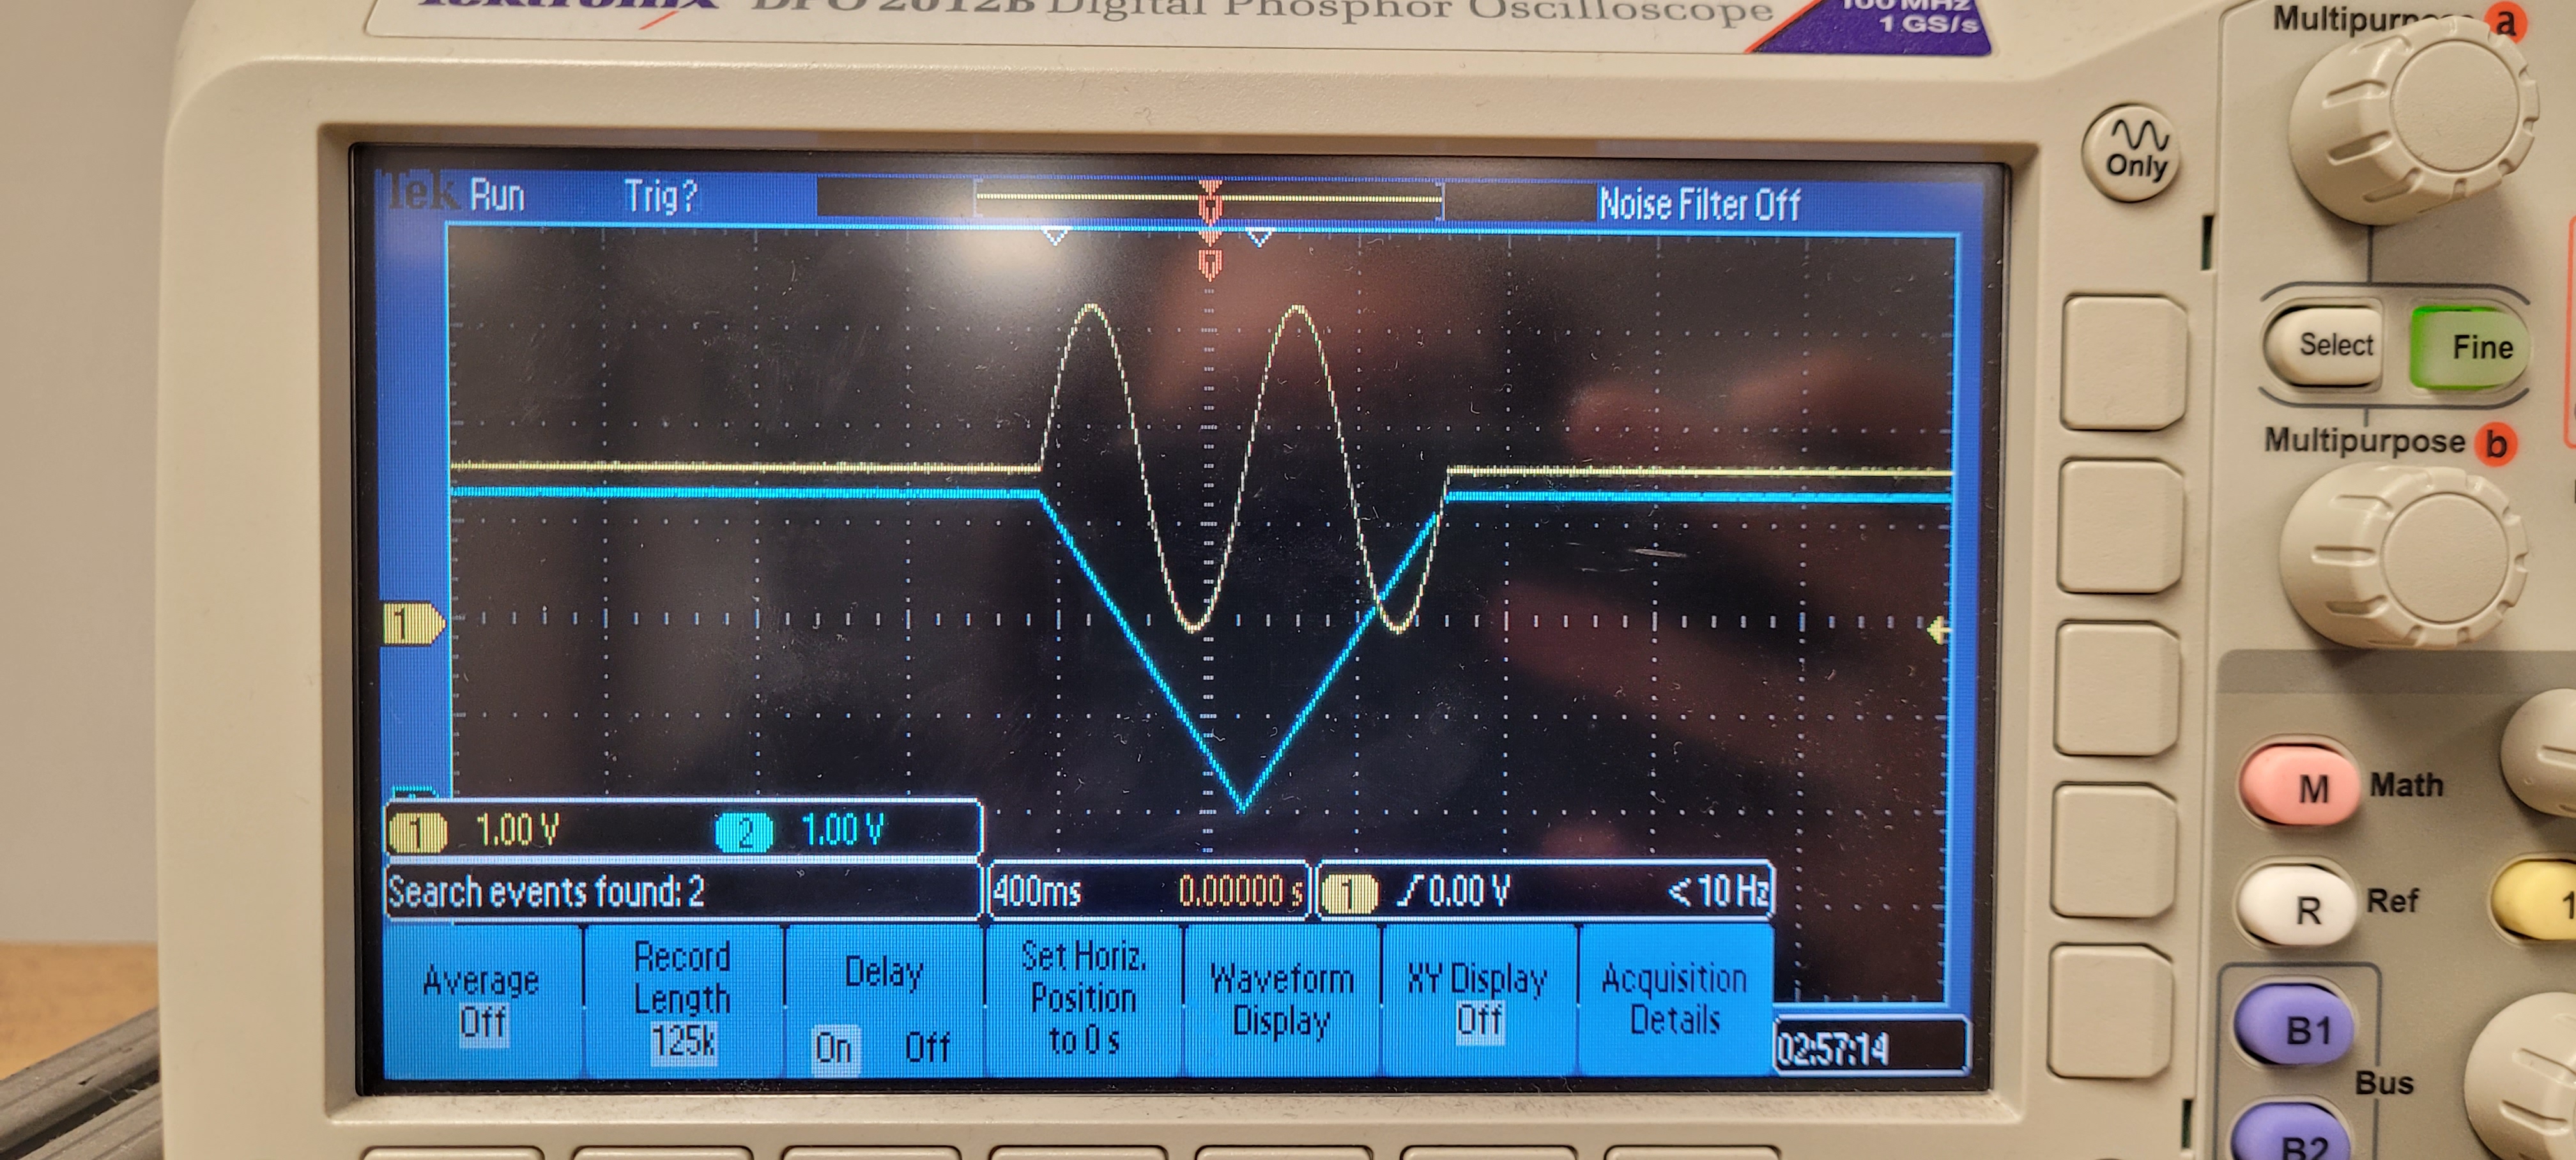 Tektronix DPO 2012B Digital Phosphor Oscilloscope
100 MHz
1 GS/s
Multipurpose a
Only
Select
Fine
Multipurpose b
Tek Run Trig? Noise Filter Off
T
T
1
1 1.00 V 2 1.00 V
Search events found: 2
400ms 0.00000 s
1 0.00 V < 10 Hz
Average
Off
Record
Length
125k
Delay
On Off
Set Horiz.
Position
to 0 s
Waveform
Display
XY Display
Off
Acquisition
Details
02:57:14
M Math
R Ref
1
B1
Bus
B2